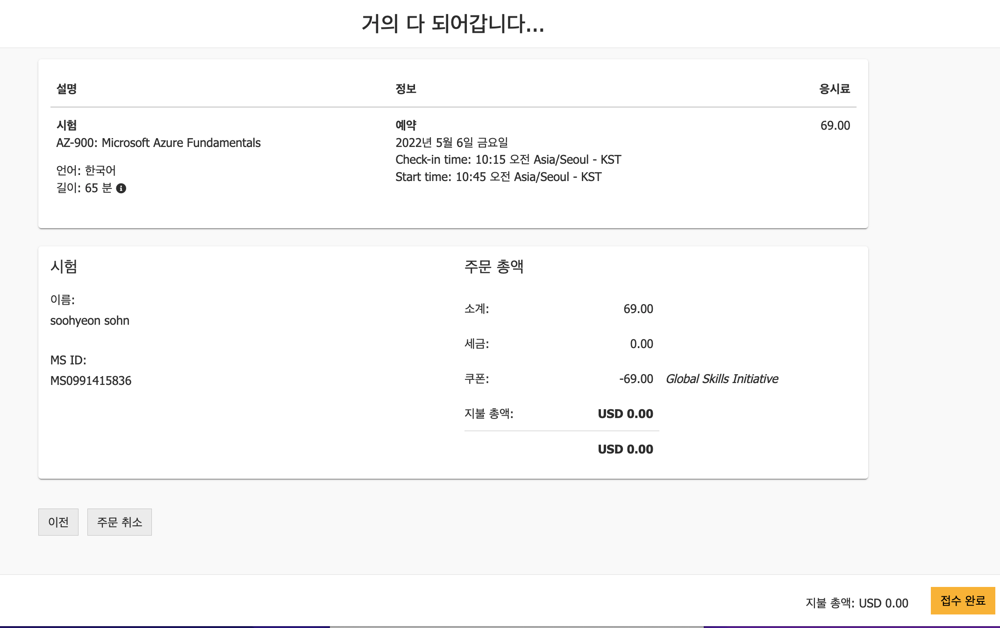 거의 다 되어갑니다...
설명 정보 응시료
시험
AZ-900: Microsoft Azure Fundamentals
언어: 한국어
길이: 65 분
예약
2022년 5월 6일 금요일
Check-in time: 10:15 오전 Asia/Seoul - KST
Start time: 10:45 오전 Asia/Seoul - KST
69.00
시험
이름:
soohyeon sohn
MS ID:
MS0991415836
주문 총액
소계: 69.00
세금: 0.00
쿠폰: -69.00 Global Skills Initiative
지불 총액: USD 0.00
USD 0.00
이전 주문 취소
지불 총액: USD 0.00 접수 완료